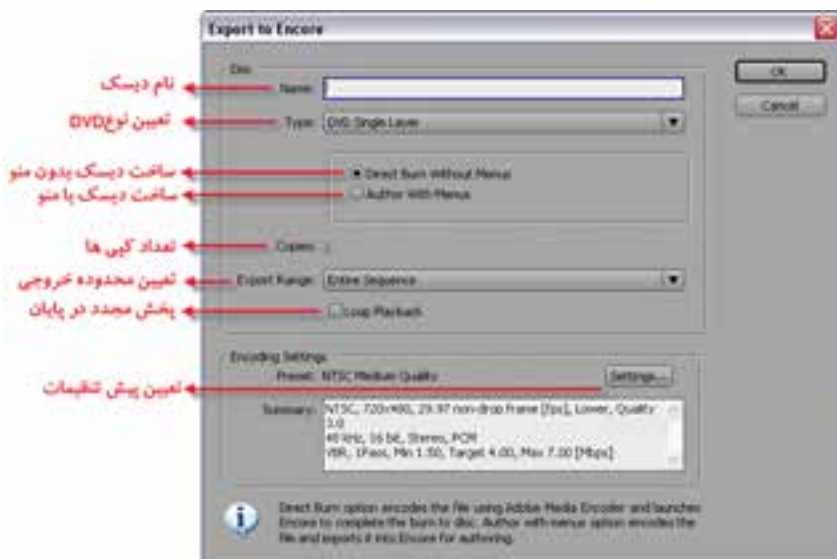 Export to Encore
Disc
نام دیسک
Name:
تعیین نوع DVD
Type: DVD Single Layer
ساخت دیسک بدون منو
Direct Burn Without Menus
ساخت دیسک با منو
Author With Menus
تعداد کپی ها
Copies:
تعیین محدوده خروجی
Export Range: Entire Sequence
پخش مجدد در پایان
Loop Playback
OK
Cancel
Encoding Settings
Preset: NTSC Medium Quality
Settings...
تعیین پیش تنظیمات
Summary: NTSC, 720x480, 29.97 non-drop frame [fps], Lower, Quality
3.0
48 kHz, 16 bit, Stereo, PCM
VBR, 1Pass, Min 1.50, Target 4.00, Max 7.00 [Mbps]
Direct Burn option encodes the file using Adobe Media Encoder and launches
Encore to complete the burn to disc. Author with menus option encodes the
file and exports it into Encore for authoring.